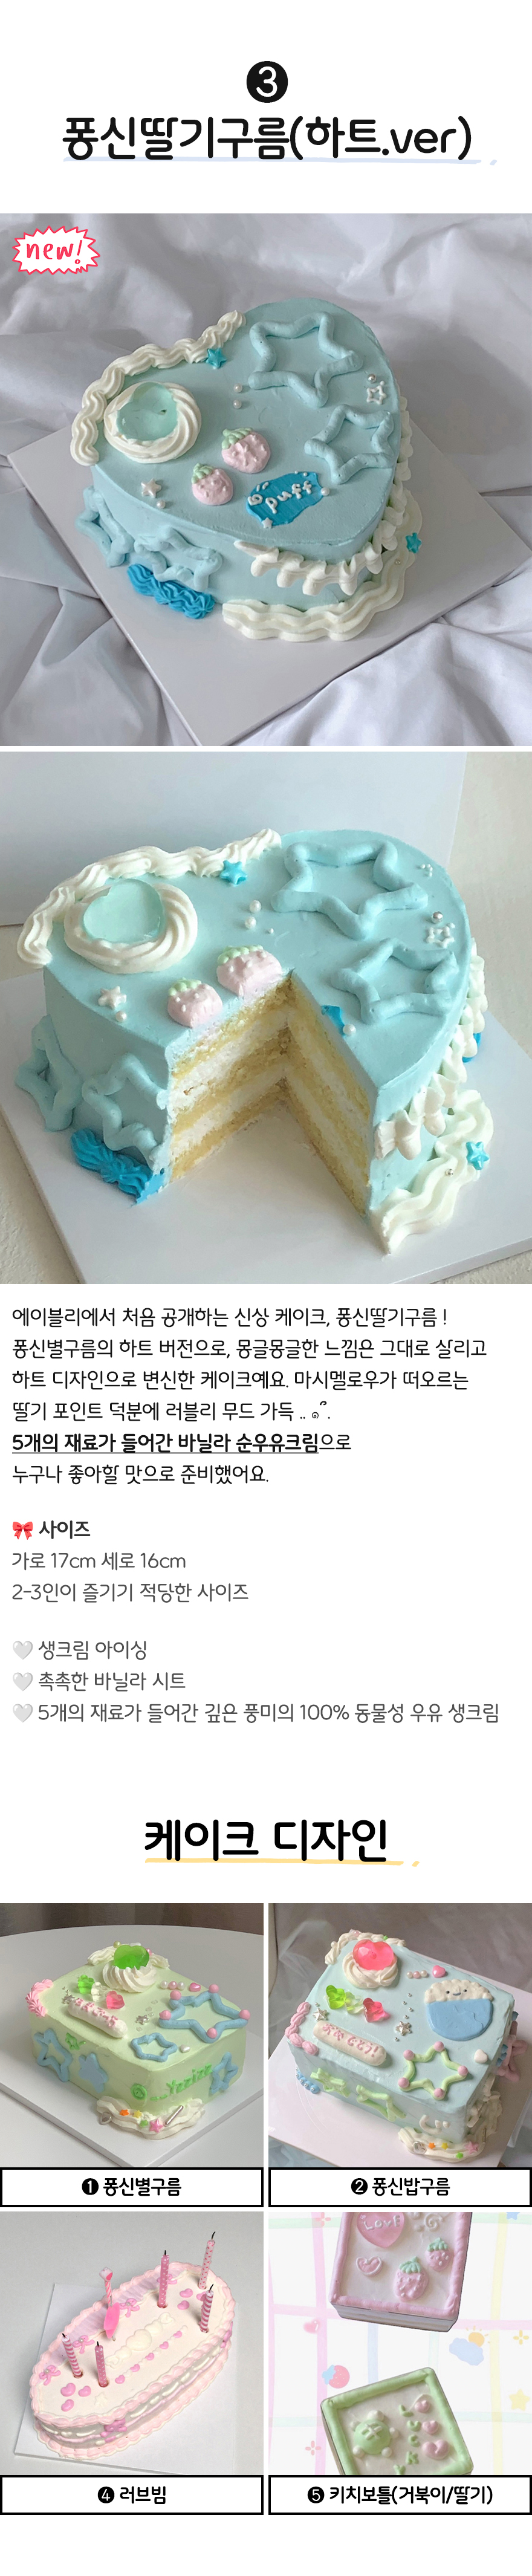 ❸
퐁신딸기구름(하트.ver)
new!
puff
에이블리에서 처음 공개하는 신상 케이크, 퐁신딸기구름 !
퐁신별구름의 하트 버전으로, 몽글몽글한 느낌은 그대로 살리고
하트 디자인으로 변신한 케이크예요. 마시멜로우가 떠오르는
딸기 포인트 덕분에 러블리 무드 가득 .. ๑՞.
5개의 재료가 들어간 바닐라 순우유크림으로
누구나 좋아할 맛으로 준비했어요.
🎀 사이즈
가로 17cm 세로 16cm
2-3인이 즐기기 적당한 사이즈
🤍 생크림 아이싱
🤍 촉촉한 바닐라 시트
🤍 5개의 재료가 들어간 깊은 풍미의 100% 동물성 우유 생크림
케이크 디자인
❶ 퐁신별구름
❷ 퐁신밥구름
Love
❹ 러브빔
❺ 키치보틀(거북이/딸기)